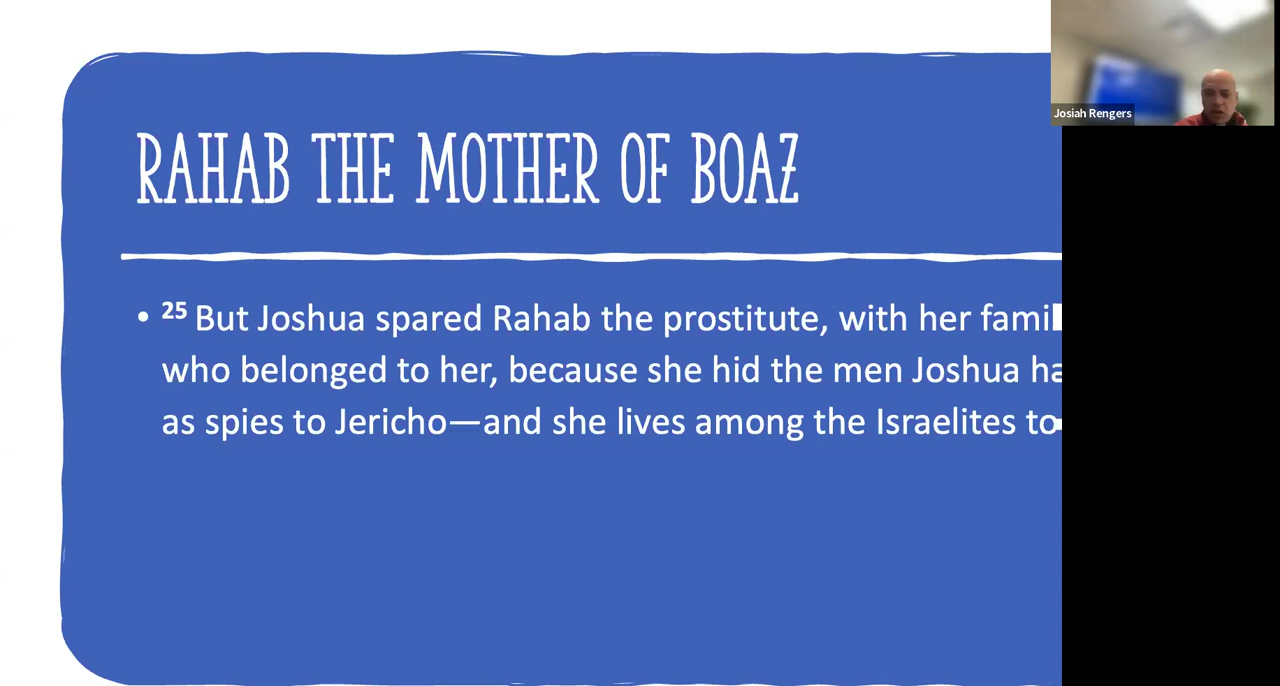 RAHAB THE MOTHER OF BOAZ
• ²⁵ But Joshua spared Rahab the prostitute, with her
who belonged to her, because she hid the men Joshua
as spies to Jericho—and she lives among the Israelites
Josiah Rengers